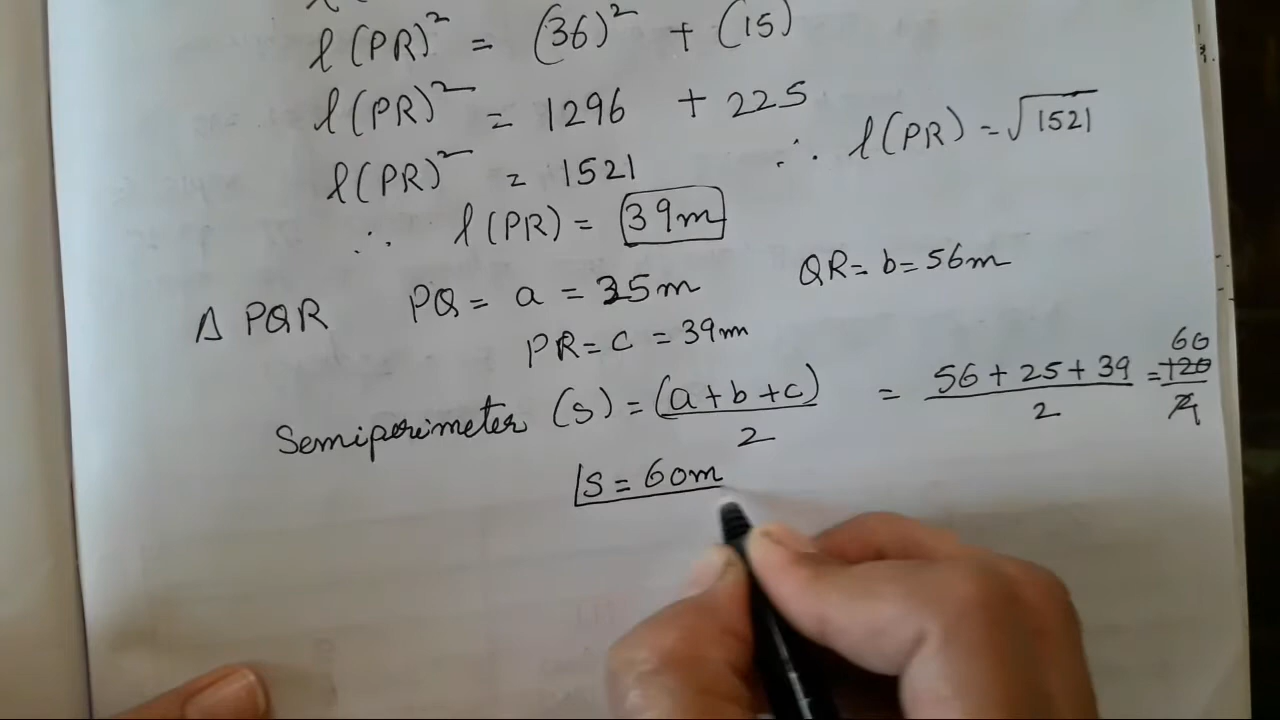 l(PR)² = (36)² + (15)
l(PR)² = 1296 + 225
l(PR)² = 1521 ∴ l(PR) = √1521
∴ l(PR) = 39m
Δ PQR PQ = a = 25m QR = b = 56m
PR = c = 39m
Semiperimeter (s) = (a+b+c)/2 = 56+25+39/2 = 120/2 60
s = 60m